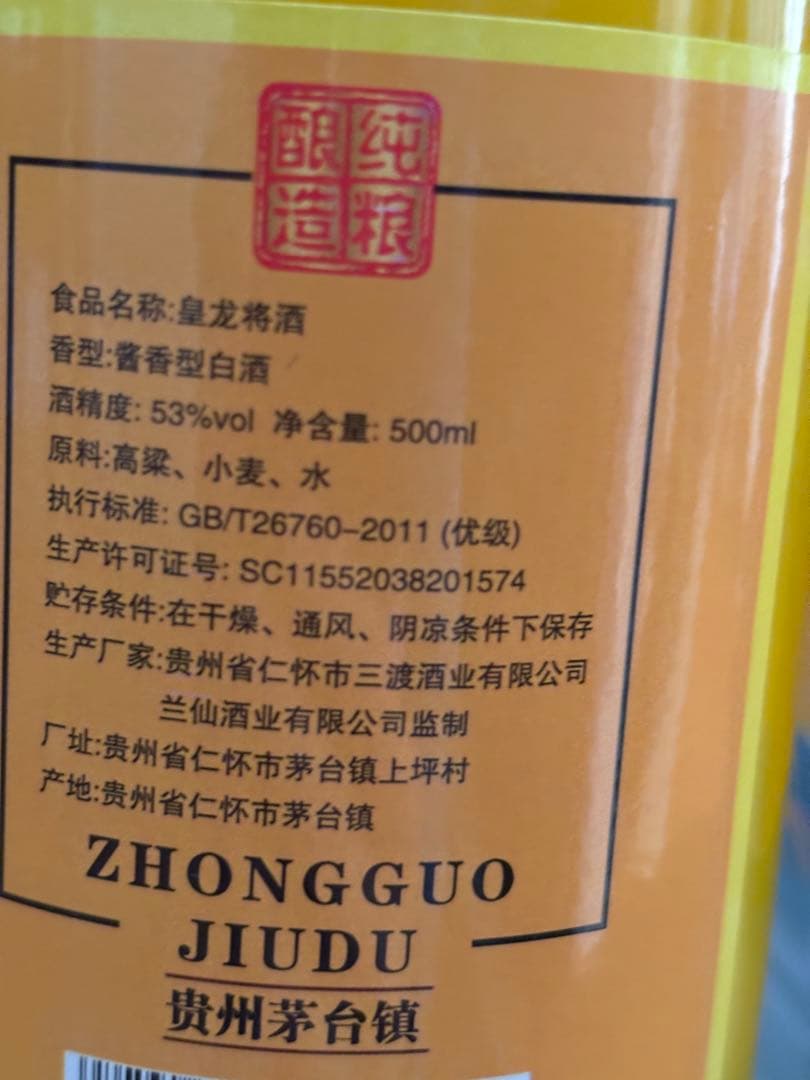 纯粮
酿造
食品名称:皇龙将酒
香型:酱香型白酒
酒精度: 53%vol 净含量: 500ml
原料:高粱、小麦、水
执行标准: GB/T26760-2011 (优级)
生产许可证号: SC11552038201574
贮存条件:在干燥、通风、阴凉条件下保存
生产厂家:贵州省仁怀市三渡酒业有限公司
兰仙酒业有限公司监制
厂址:贵州省仁怀市茅台镇上坪村
产地:贵州省仁怀市茅台镇
ZHONGGUO
JIUDU
贵州茅台镇